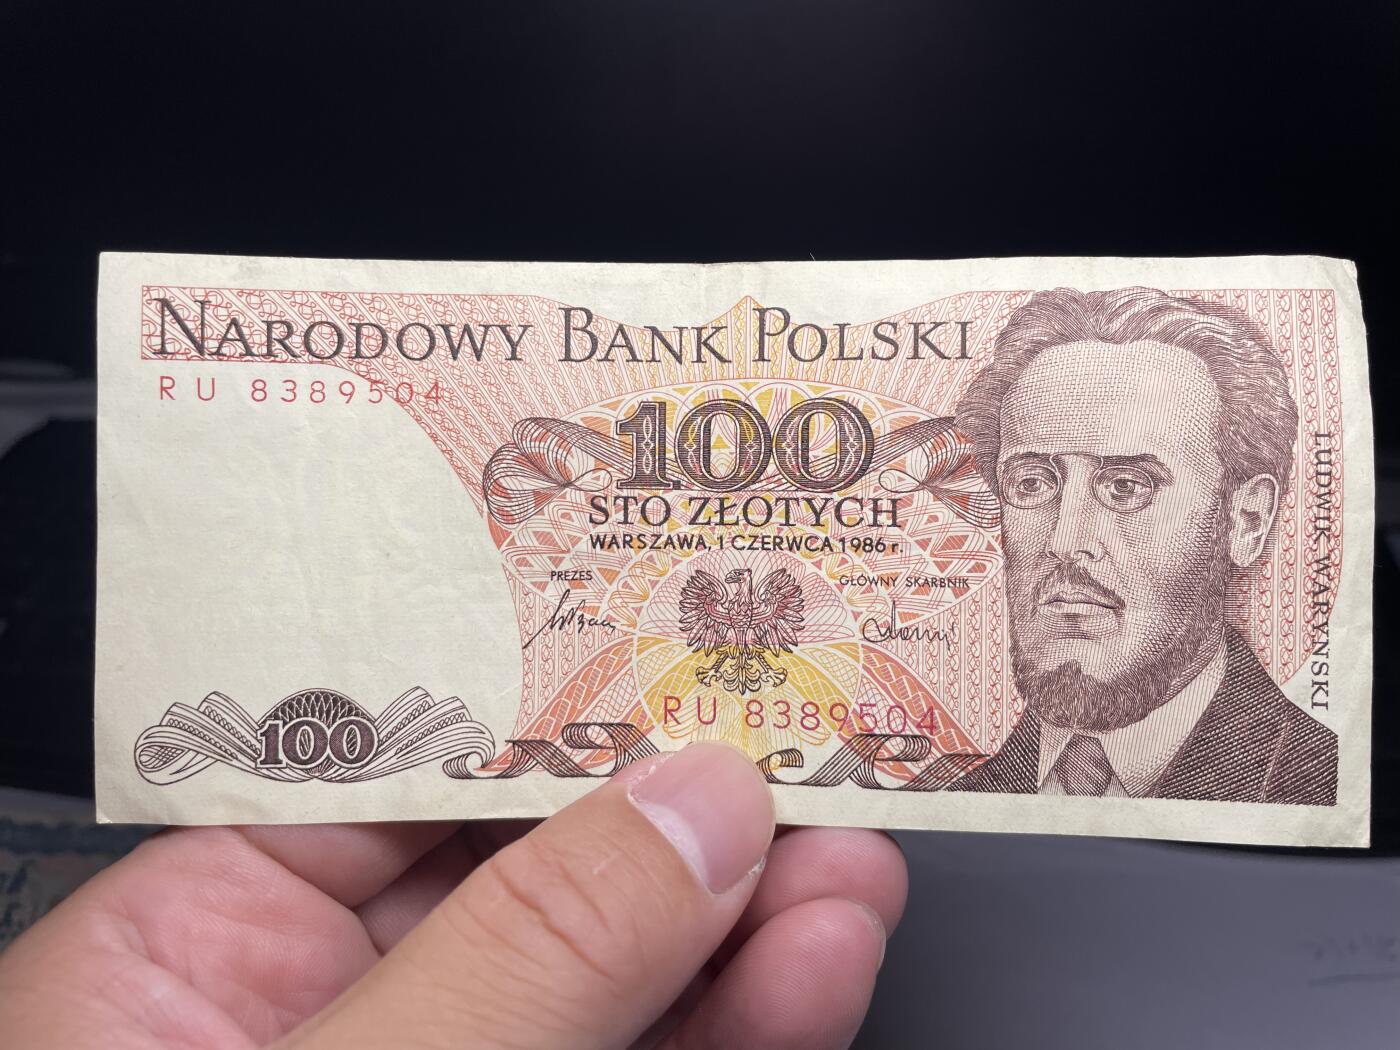 NARODOWY BANK POLSKI
RU 8389504
100
STO ZŁOTYCH
WARSZAWA, 1 CZERWCA 1986 r.
PREZES
GŁÓWNY SKARBNIK
RU 8389504
100
LUDWIK WARYŃSKI